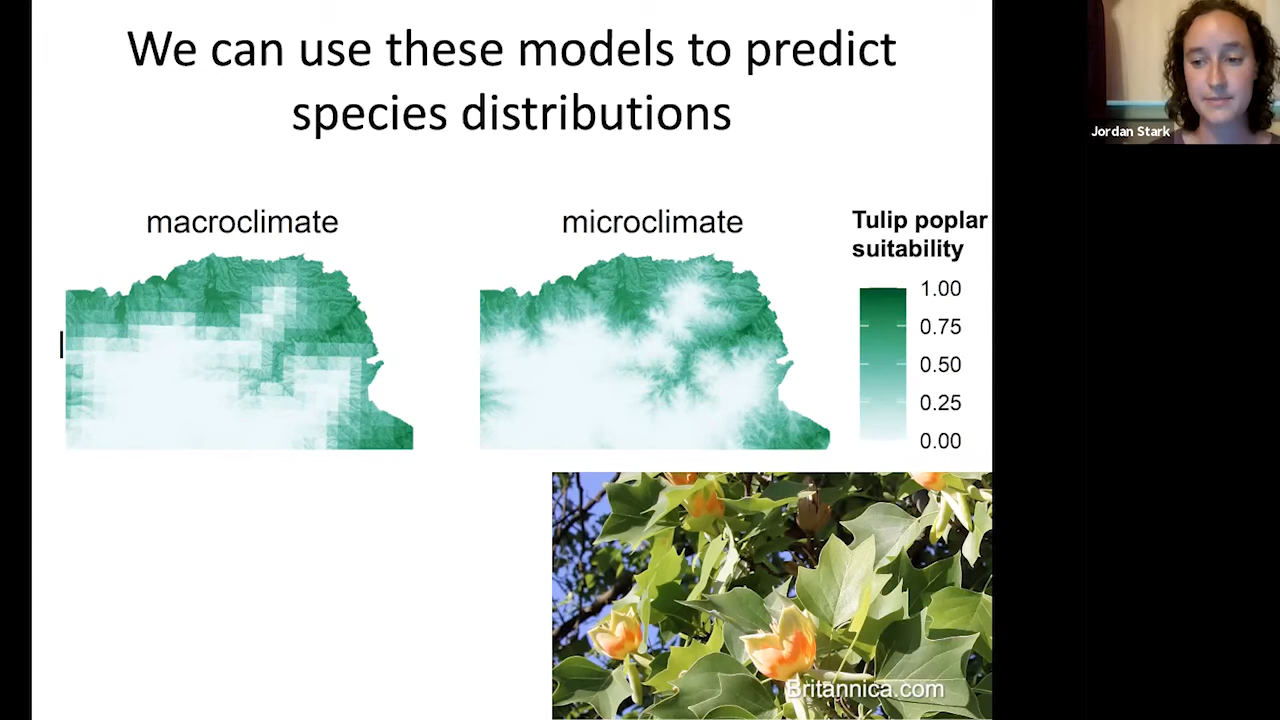 We can use these models to predict
species distributions
macroclimate
microclimate
Tulip poplar
suitability
1.00
0.75
0.50
0.25
0.00
Britannica.com
Jordan Stark